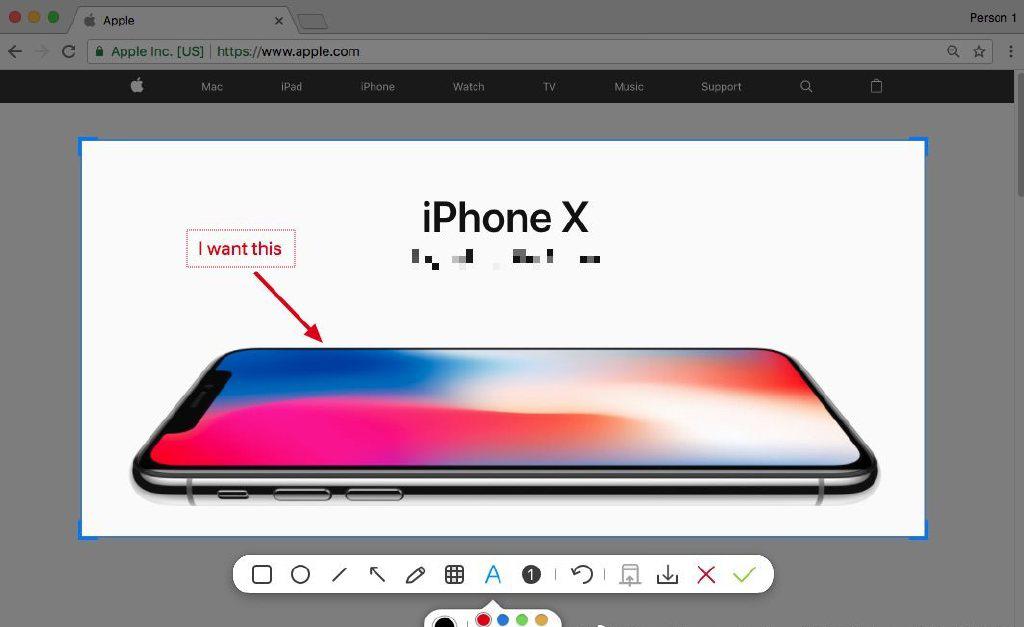 Apple
Person 1
Apple Inc. [US] | https://www.apple.com
Mac iPad iPhone Watch TV Music Support
iPhone X
I want this
A 1